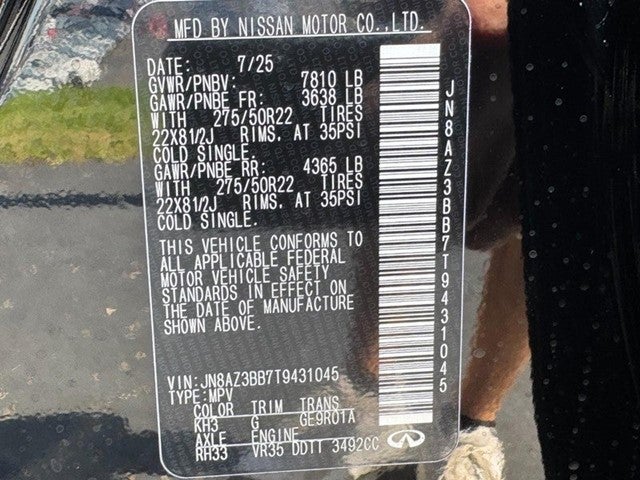 MFD BY NISSAN MOTOR CO.,LTD.
DATE: 7/25
GVWR/PNBV: 7810 LB
GAWR/PNBE FR: 3638 LB
WITH 275/50R22 TIRES
22X81/2J RIMS, AT 35PSI
COLD SINGLE.
GAWR/PNBE RR: 4365 LB
WITH 275/50R22 TIRES
22X81/2J RIMS, AT 35PSI
COLD SINGLE.
THIS VEHICLE CONFORMS TO
ALL APPLICABLE FEDERAL
MOTOR VEHICLE SAFETY
STANDARDS IN EFFECT ON
THE DATE OF MANUFACTURE
SHOWN ABOVE.
VIN: JN8AZ3BB7T9431045
TYPE: MPV
COLOR TRIM TRANS
KH3 G GE9R01A
AXLE ENGINE
RH33 VR35 DDTT 3492CC
JN8AZ3BB7T9431045